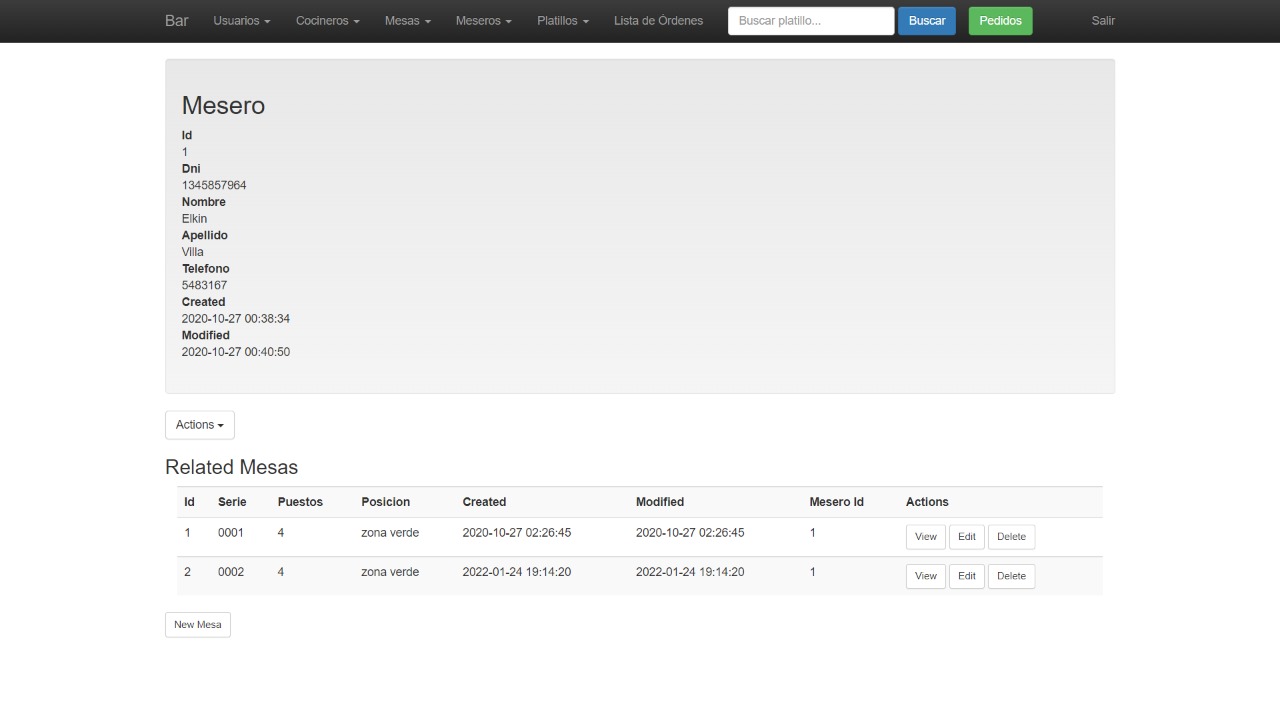 Bar Usuarios Cocineros Mesas Meseros Platillos Lista de Órdenes Buscar platillo... Buscar Pedidos Salir
Mesero
Id
1
Dni
1345857964
Nombre
Elkin
Apellido
Villa
Telefono
5483167
Created
2020-10-27 00:38:34
Modified
2020-10-27 00:40:50
Actions
Related Mesas
Id Serie Puestos Posicion Created Modified Mesero Id Actions
1 0001 4 zona verde 2020-10-27 02:26:45 2020-10-27 02:26:45 1 View Edit Delete
2 0002 4 zona verde 2022-01-24 19:14:20 2022-01-24 19:14:20 1 View Edit Delete
New Mesa